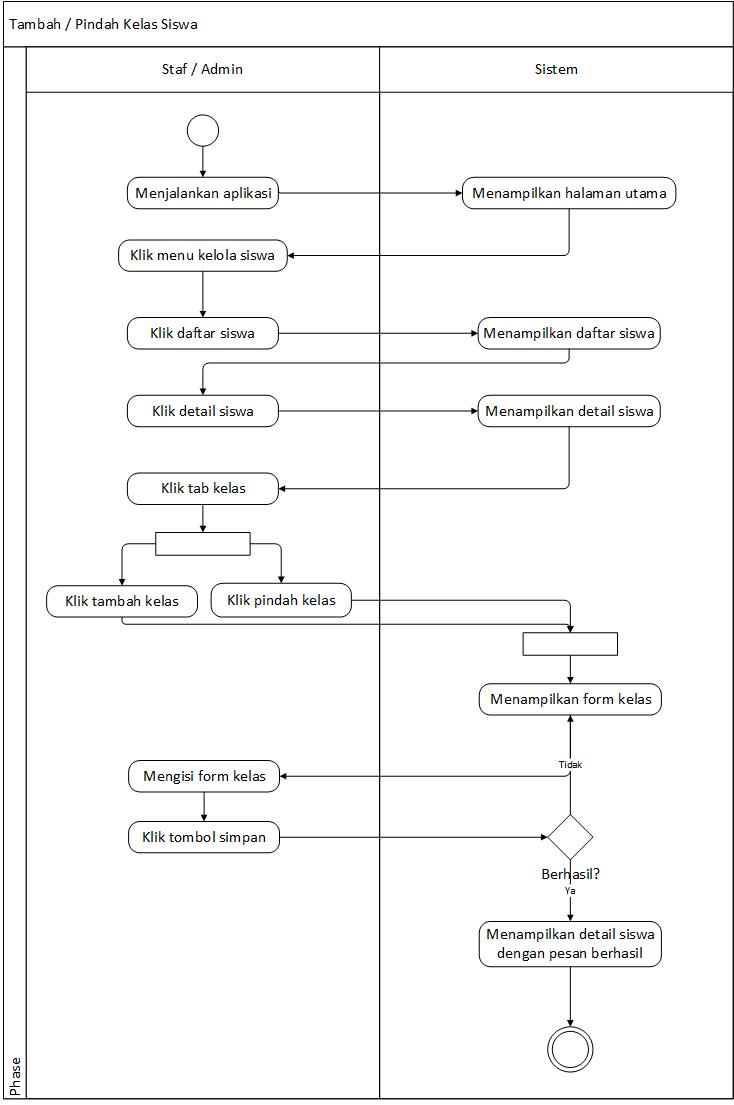 Tambah / Pindah Kelas Siswa
Staf / Admin
Sistem
Menjalankan aplikasi
Menampilkan halaman utama
Klik menu kelola siswa
Klik daftar siswa
Menampilkan daftar siswa
Klik detail siswa
Menampilkan detail siswa
Klik tab kelas
Klik tambah kelas
Klik pindah kelas
Menampilkan form kelas
Tidak
Mengisi form kelas
Klik tombol simpan
Berhasil?
Ya
Menampilkan detail siswa
dengan pesan berhasil
Phase